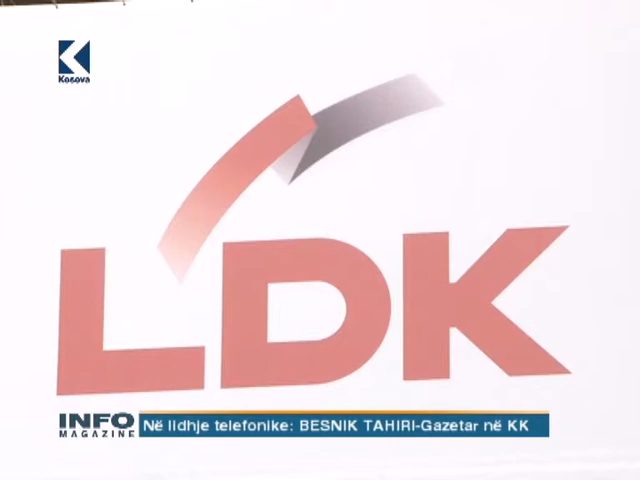 Kosova
LDK
INFO
MAGAZINE
Në lidhje telefonike: BESNIK TAHIRI-Gazetar në KK